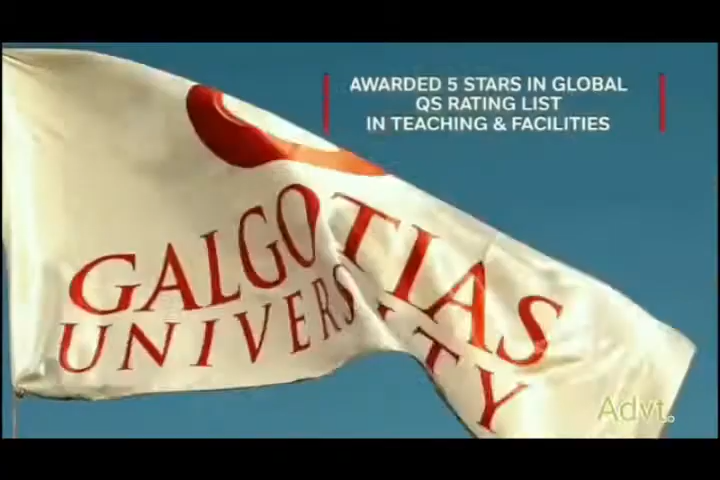 AWARDED 5 STARS IN GLOBAL
QS RATING LIST
IN TEACHING & FACILITIES
GALGOTIAS
UNIVERSITY
Advt.